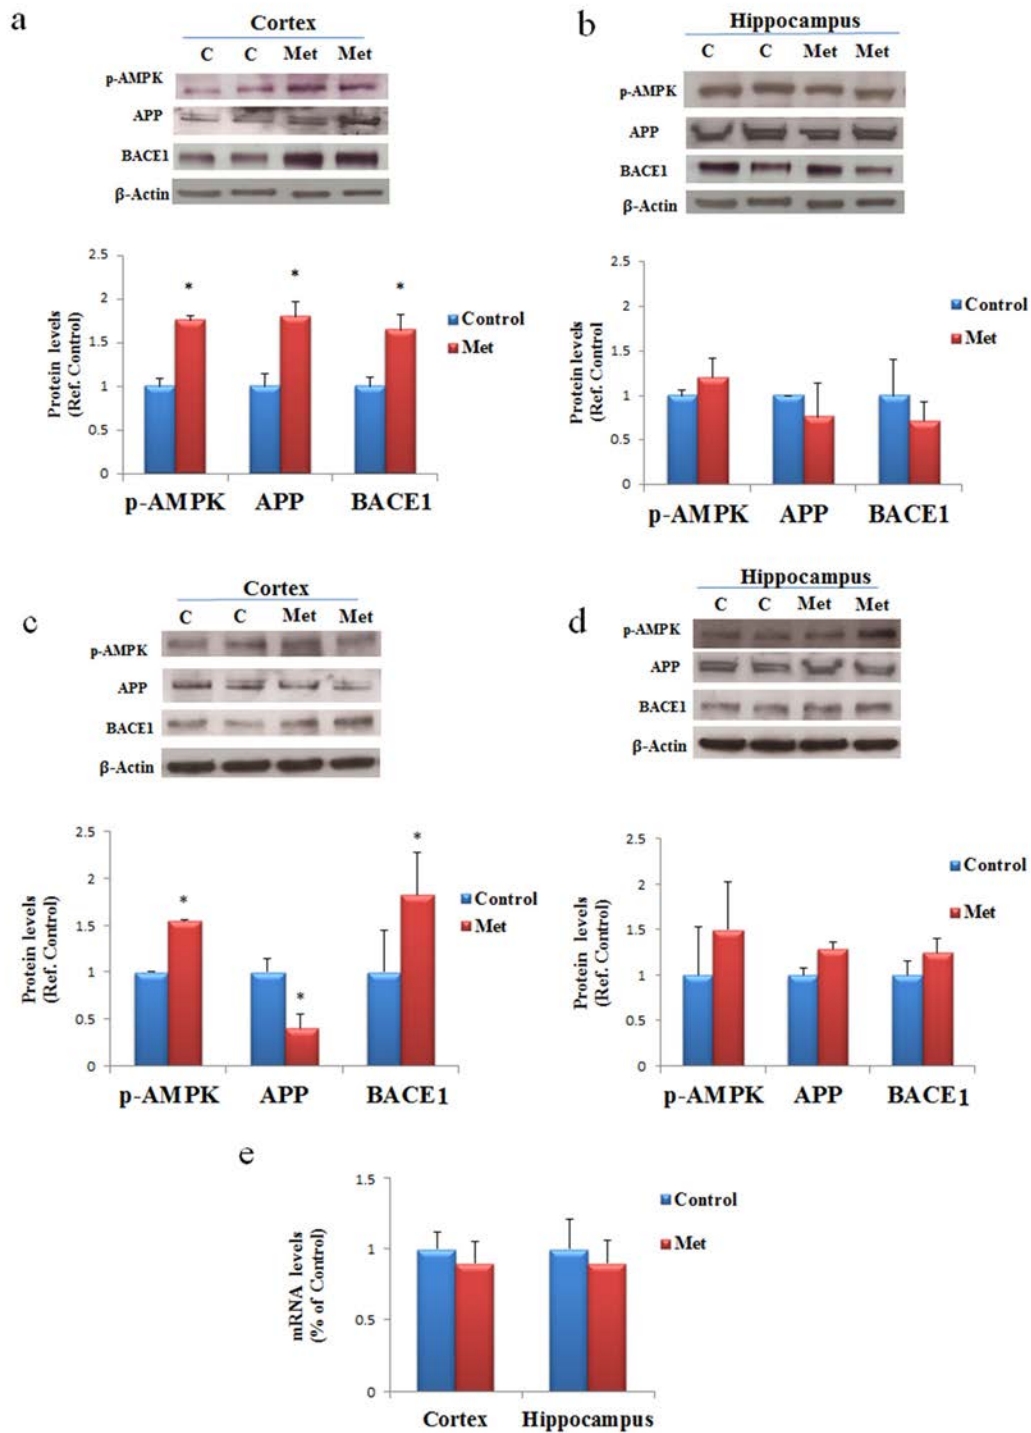 a
Cortex
C C Met Met
p-AMPK
APP
BACE1
β-Actin
2.5
2
1.5
1
0.5
0
Protein levels
(Ref. Control)
* * *
Control
Met
p-AMPK APP BACE1
b
Hippocampus
C C Met Met
p-AMPK
APP
BACE1
β-Actin
2.5
2
1.5
1
0.5
0
Protein levels
(Ref. Control
Control
Met
p-AMPK APP BACE1
c
Cortex
C C Met Met
p-AMPK
APP
BACE1
β-Actin
2.5
2
1.5
1
0.5
0
Protein levels
(Ref. Control)
* * *
Control
Met
p-AMPK APP BACE1
d
Hippocampus
C C Met Met
p-AMPK
APP
BACE1
β-Actin
2.5
2
1.5
1
0.5
0
Protein levels
(Ref. Control)
Control
Met
p-AMPK APP BACE1
e
1.5
1
0.5
0
mRNA levels
(% of Control)
Control
Met
Cortex Hippocampus